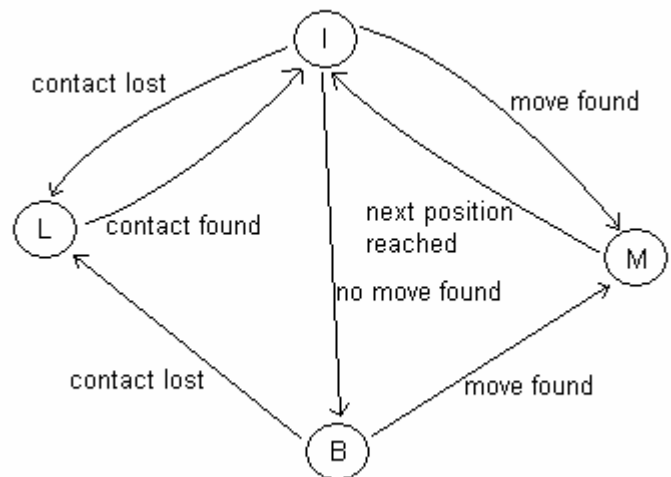 I
contact lost
move found
L
contact found
next position
reached
M
no move found
contact lost
move found
B